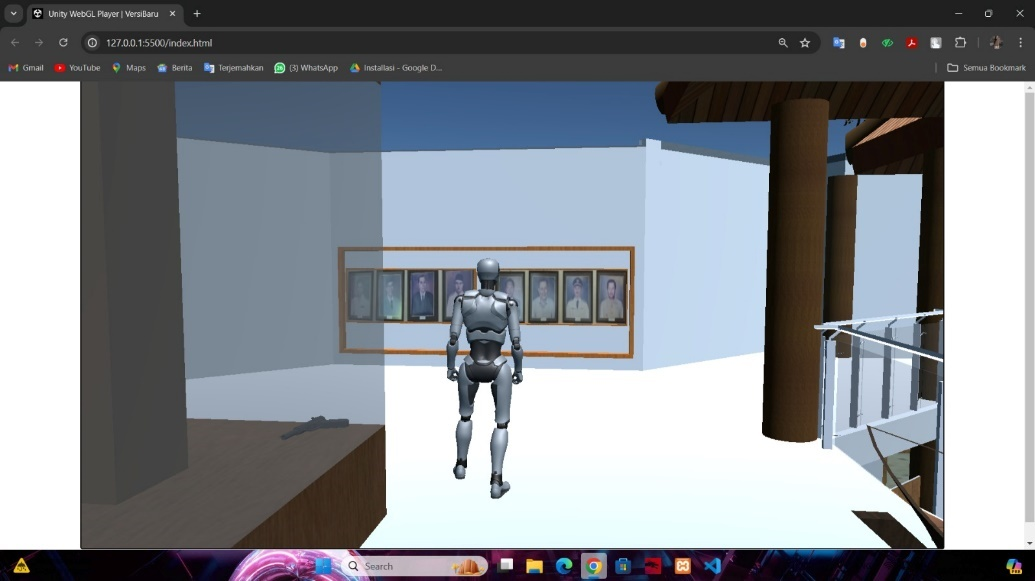 Unity WebGL Player | VersiBaru
127.0.0.1:5500/index.html
Gmail
YouTube
Maps
Berita
Terjemahkan
(3) WhatsApp
Installasi - Google D...
Semua Bookmark
Search